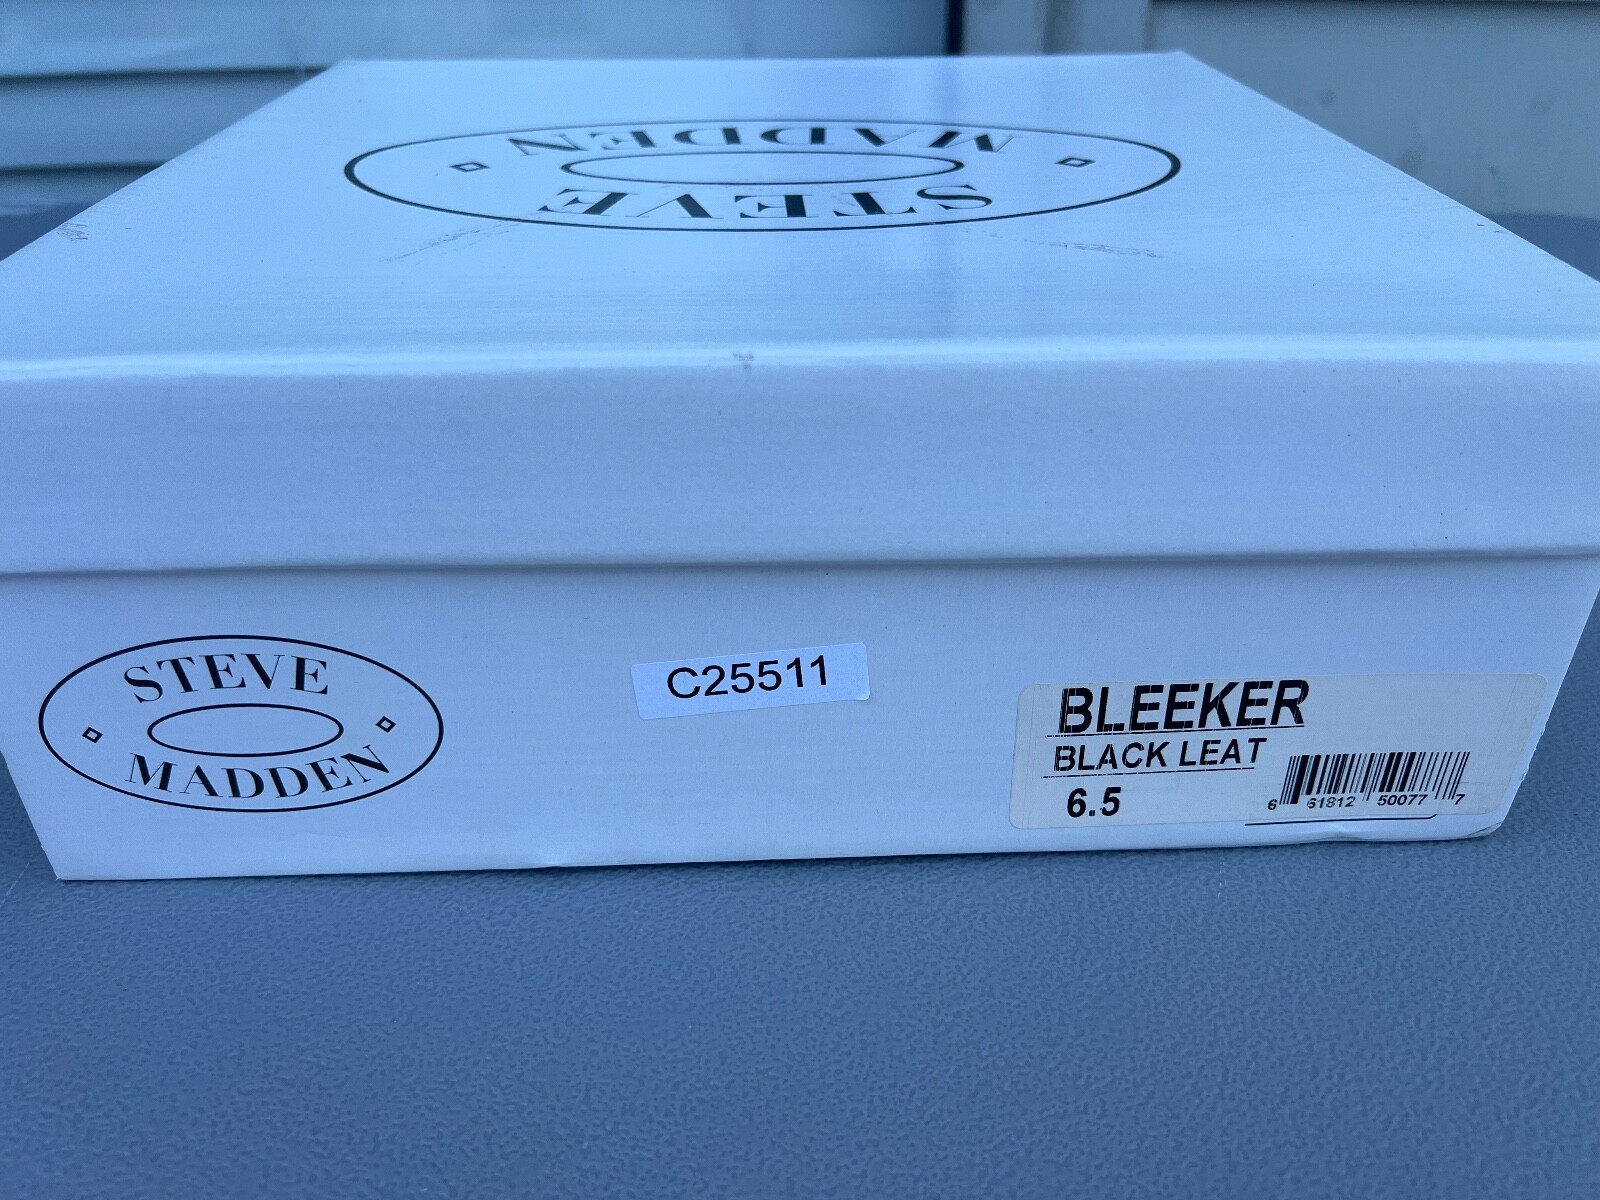 STEVE
MADDEN
STEVE
MADDEN
C25511
BLEEKER
BLACK LEAT
6.5
6 61812 50077 7